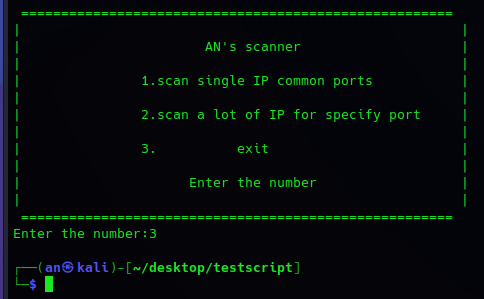 =====================================================
AN's scanner
1.scan single IP common ports
2.scan a lot of IP for specify port
3. exit
Enter the number
=====================================================
Enter the number:3
┌──(an㉿kali)-[~/desktop/testscript]
└─$